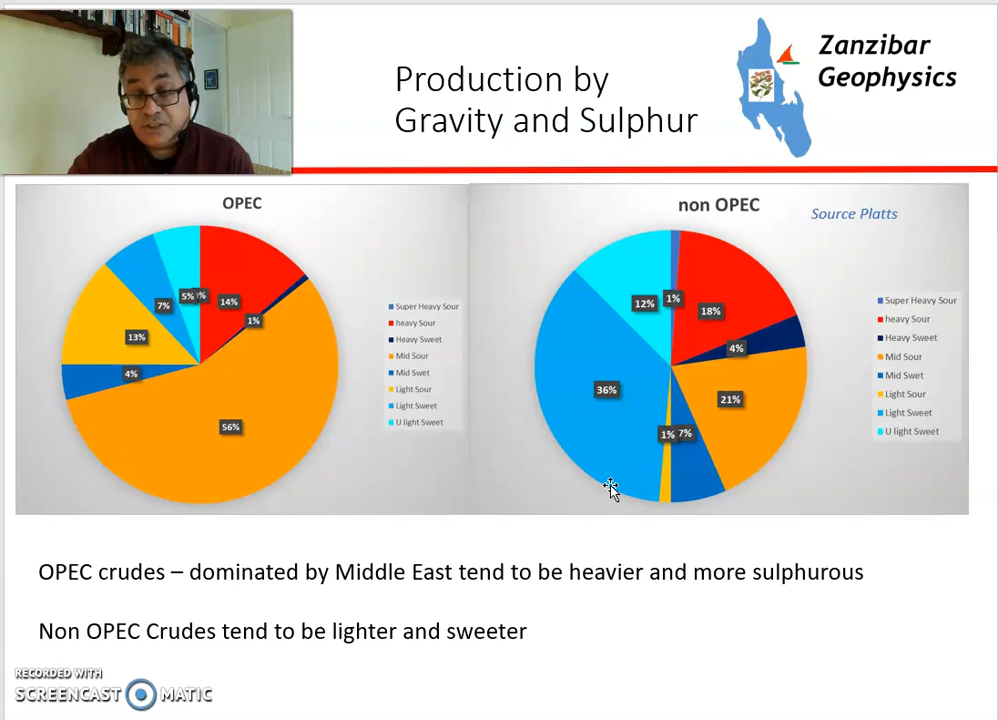 Production by
Gravity and Sulphur
Zanzibar
Geophysics
OPEC
5%
14%
7%
1%
13%
4%
56%
Super Heavy Sour
heavy Sour
Heavy Sweet
Mid Sour
Mid Swet
Light Sour
Light Sweet
U light Sweet
non OPEC
Source Platts
12%
1%
18%
4%
36%
21%
1%
7%
Super Heavy Sour
heavy Sour
Heavy Sweet
Mid Sour
Mid Swet
Light Sour
Light Sweet
U light Sweet
OPEC crudes – dominated by Middle East tend to be heavier and more sulphurous
Non OPEC Crudes tend to be lighter and sweeter
RECORDED WITH
SCREENCAST MATIC